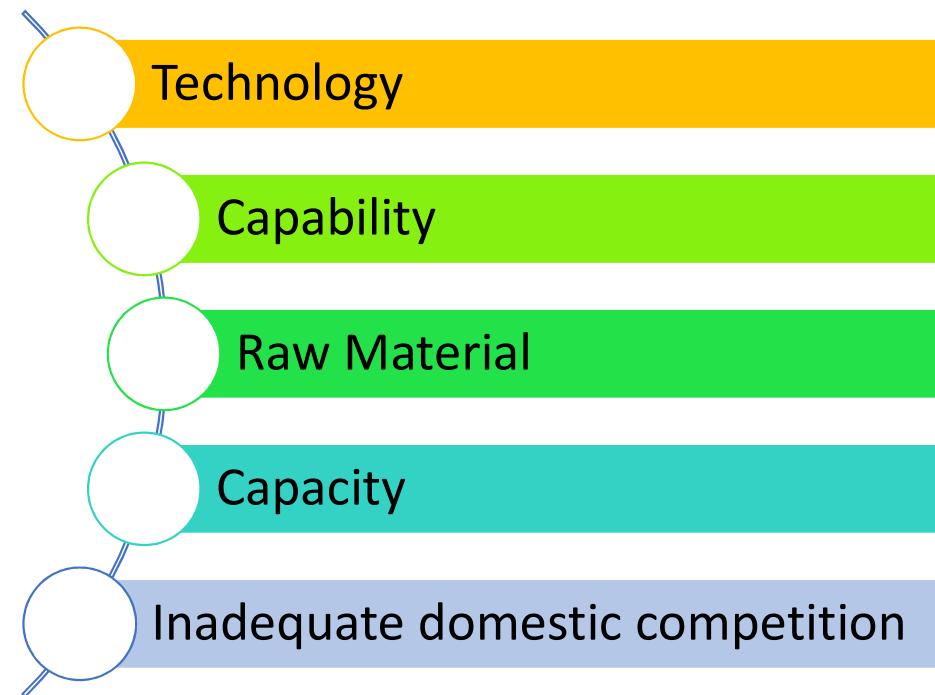 Technology
Capability
Raw Material
Capacity
Inadequate domestic competition